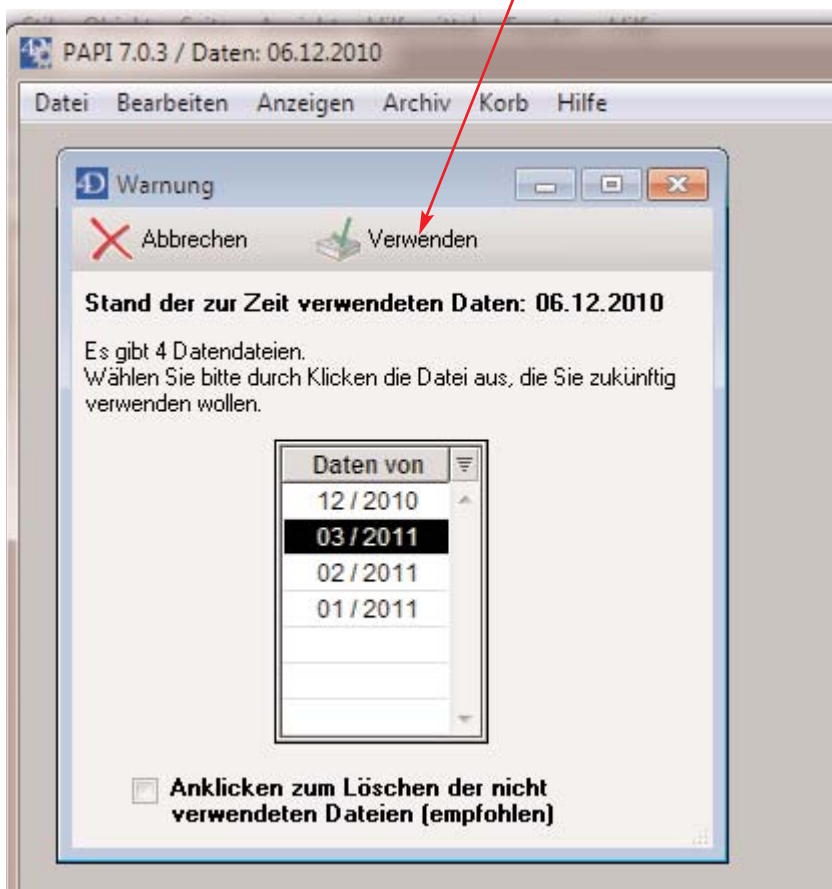 PAPI 7.0.3 / Daten: 06.12.2010
Datei Bearbeiten Anzeigen Archiv Korb Hilfe
4D Warnung
Abbrechen Verwenden
Stand der zur Zeit verwendeten Daten: 06.12.2010
Es gibt 4 Datendateien.
Wählen Sie bitte durch Klicken die Datei aus, die Sie zukünftig
verwenden wollen.
Daten von
12 / 2010
03 / 2011
02 / 2011
01 / 2011
Anklicken zum Löschen der nicht
verwendeten Dateien (empfohlen)